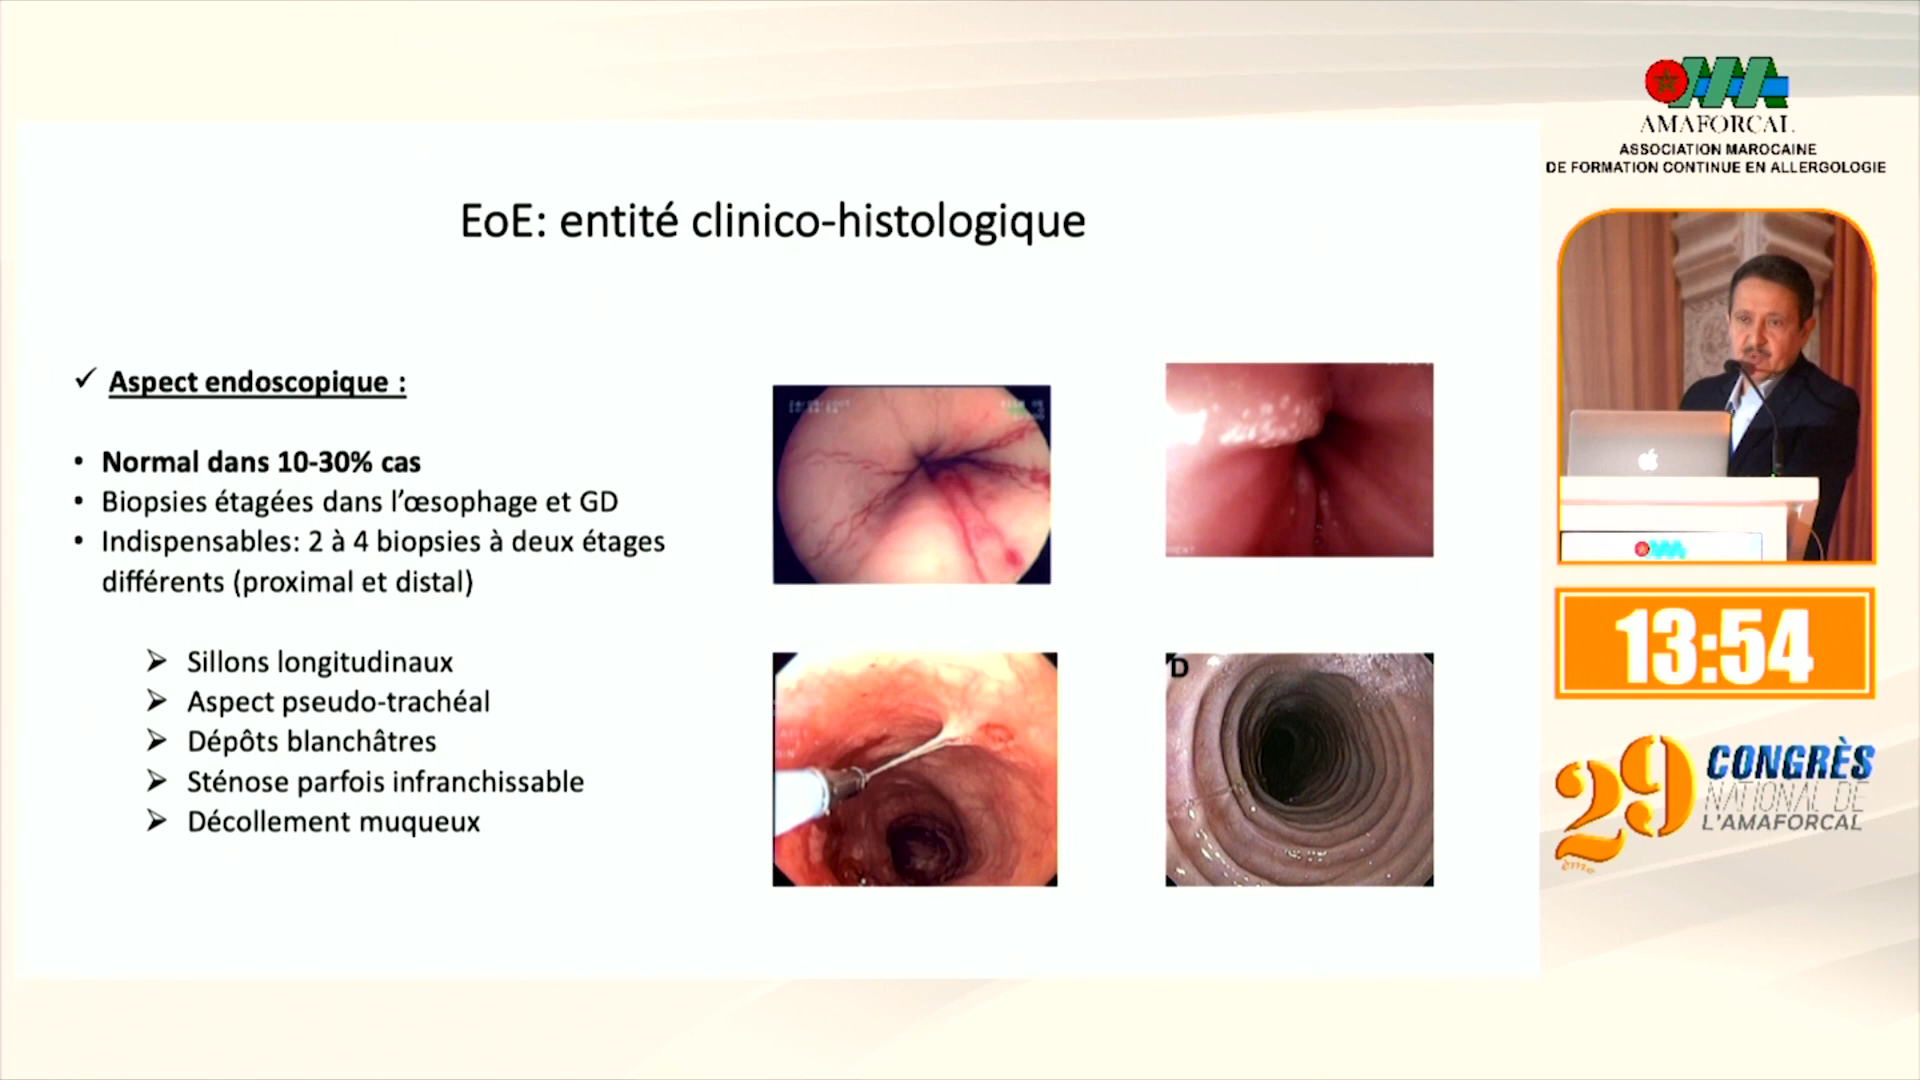 EoE: entité clinico-histologique
✓ Aspect endoscopique :
• Normal dans 10-30% cas
• Biopsies étagées dans l'œsophage et GD
• Indispensables: 2 à 4 biopsies à deux étages
différents (proximal et distal)
➢ Sillons longitudinaux
➢ Aspect pseudo-trachéal
➢ Dépôts blanchâtres
➢ Sténose parfois infranchissable
➢ Décollement muqueux
D
AMAFORCAL
ASSOCIATION MAROCAINE
DE FORMATION CONTINUE EN ALLERGOLOGIE
13:54
29ème
CONGRÈS
NATIONAL DE
L'AMAFORCAL